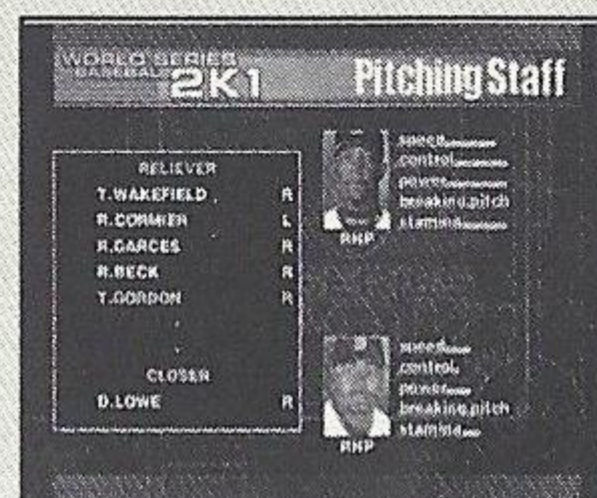 WORLD SERIES
BASEBALL
2K1
Pitching Staff
RELIEVER
T.WAKEFIELD R
R.CORMIER L
R.GARCES R
R.BECK R
T.GORDON R
CLOSER
D.LOWE R
speed
control
power
breaking.pitch
stamina
RHP
speed
control
power
breaking.pitch
stamina
RHP